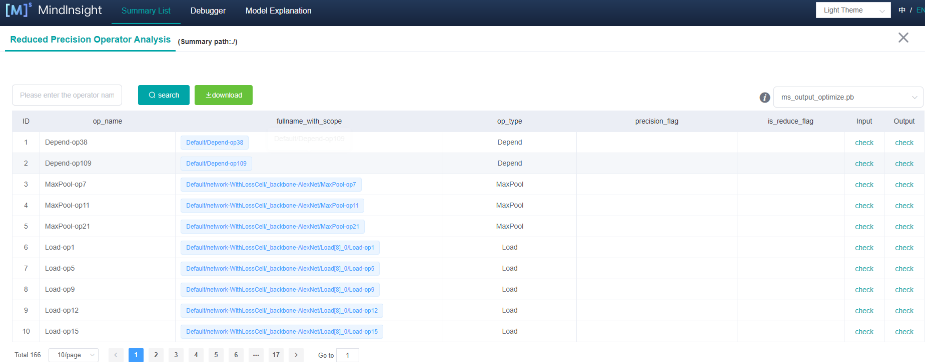 [M]s MindInsight Summary List Debugger Model Explanation Light Theme 中 / EN
Reduced Precision Operator Analysis (Summary path:./)
Please enter the operator nam search download ms_output_optimize.pb
ID op_name fullname_with_scope op_type precision_flag is_reduce_flag Input Output
1 Depend-op38 Default/Depend-op38 Depend check check
2 Depend-op109 Default/Depend-op109 Depend check check
3 MaxPool-op7 Default/network-WithLossCell/_backbone-AlexNet/MaxPool-op7 MaxPool check check
4 MaxPool-op11 Default/network-WithLossCell/_backbone-AlexNet/MaxPool-op11 MaxPool check check
5 MaxPool-op21 Default/network-WithLossCell/_backbone-AlexNet/MaxPool-op21 MaxPool check check
6 Load-op1 Default/network-WithLossCell/_backbone-AlexNet/Load[8]_0/Load-op1 Load check check
7 Load-op5 Default/network-WithLossCell/_backbone-AlexNet/Load[8]_0/Load-op5 Load check check
8 Load-op9 Default/network-WithLossCell/_backbone-AlexNet/Load[8]_0/Load-op9 Load check check
9 Load-op12 Default/network-WithLossCell/_backbone-AlexNet/Load[8]_0/Load-op12 Load check check
10 Load-op15 Default/network-WithLossCell/_backbone-AlexNet/Load[8]_0/Load-op15 Load check check
Total 166 10/page 1 2 3 4 5 6 ... 17 Go to 1